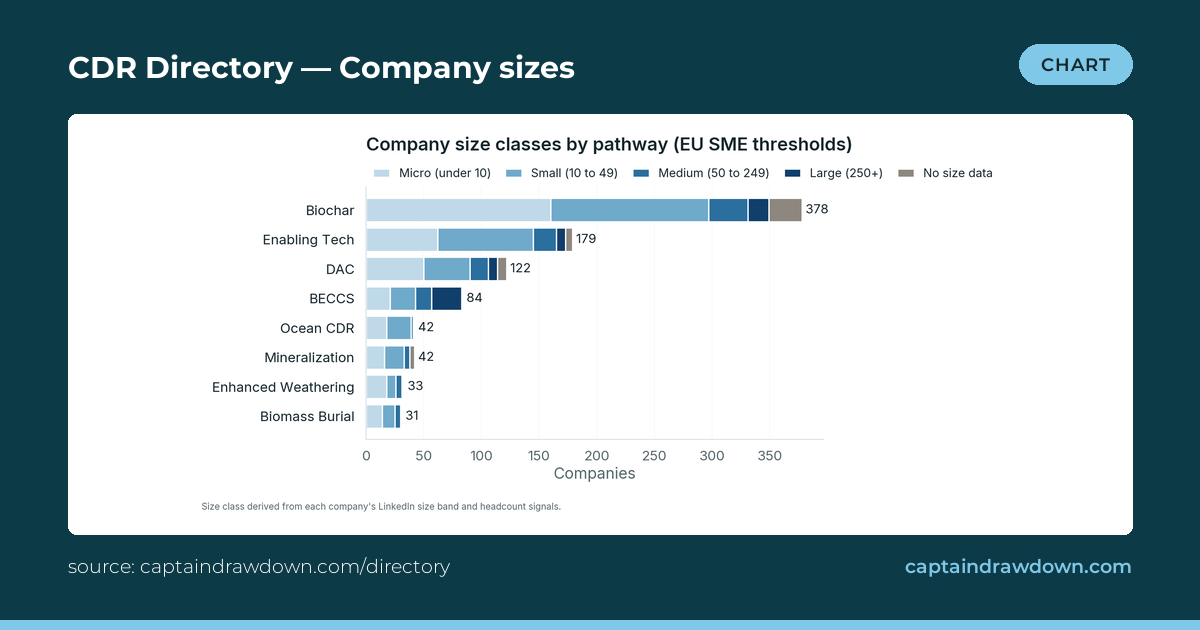 CDR Directory — Company sizes
CHART
Company size classes by pathway (EU SME thresholds)
Micro (under 10) Small (10 to 49) Medium (50 to 249) Large (250+) No size data
Biochar 378
Enabling Tech 179
DAC 122
BECCS 84
Ocean CDR 42
Mineralization 42
Enhanced Weathering 33
Biomass Burial 31
0 50 100 150 200 250 300 350
Companies
Size class derived from each company's LinkedIn size band and headcount signals.
source: captaindrawdown.com/directory
captaindrawdown.com